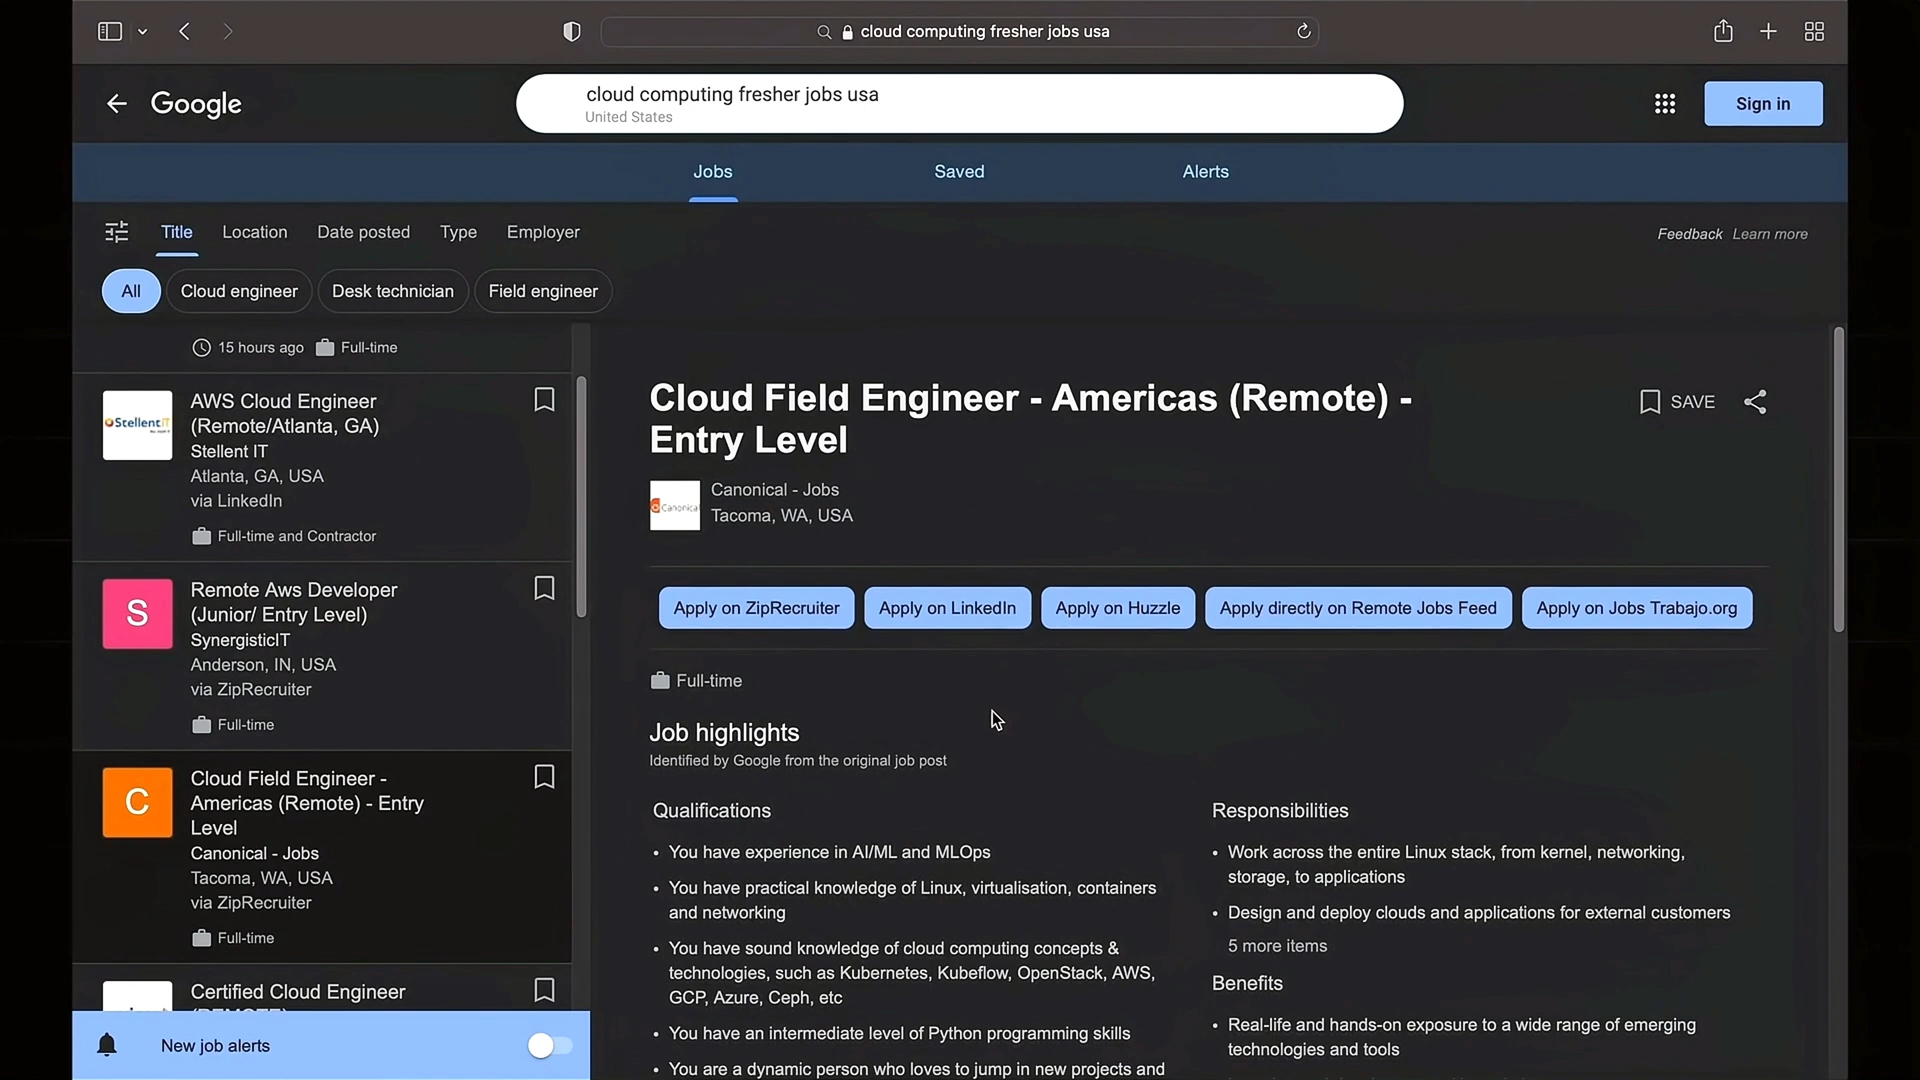 cloud computing fresher jobs usa
Google
cloud computing fresher jobs usa
United States
Sign in
Jobs
Saved
Alerts
Title
Location
Date posted
Type
Employer
Feedback
Learn more
All
Cloud engineer
Desk technician
Field engineer
15 hours ago
Full-time
Stellent IT
AWS Cloud Engineer
(Remote/Atlanta, GA)
Stellent IT
Atlanta, GA, USA
via LinkedIn
Full-time and Contractor
S
Remote Aws Developer
(Junior/ Entry Level)
SynergisticIT
Anderson, IN, USA
via ZipRecruiter
Full-time
C
Cloud Field Engineer -
Americas (Remote) - Entry
Level
Canonical - Jobs
Tacoma, WA, USA
via ZipRecruiter
Full-time
Certified Cloud Engineer
New job alerts
Cloud Field Engineer - Americas (Remote) -
Entry Level
SAVE
Canonical
Canonical - Jobs
Tacoma, WA, USA
Apply on ZipRecruiter
Apply on LinkedIn
Apply on Huzzle
Apply directly on Remote Jobs Feed
Apply on Jobs Trabajo.org
Full-time
Job highlights
Identified by Google from the original job post
Qualifications
• You have experience in AI/ML and MLOps
• You have practical knowledge of Linux, virtualisation, containers
and networking
• You have sound knowledge of cloud computing concepts &
technologies, such as Kubernetes, Kubeflow, OpenStack, AWS,
GCP, Azure, Ceph, etc
• You have an intermediate level of Python programming skills
• You are a dynamic person who loves to jump in new projects and
Responsibilities
• Work across the entire Linux stack, from kernel, networking,
storage, to applications
• Design and deploy clouds and applications for external customers
5 more items
Benefits
• Real-life and hands-on exposure to a wide range of emerging
technologies and tools